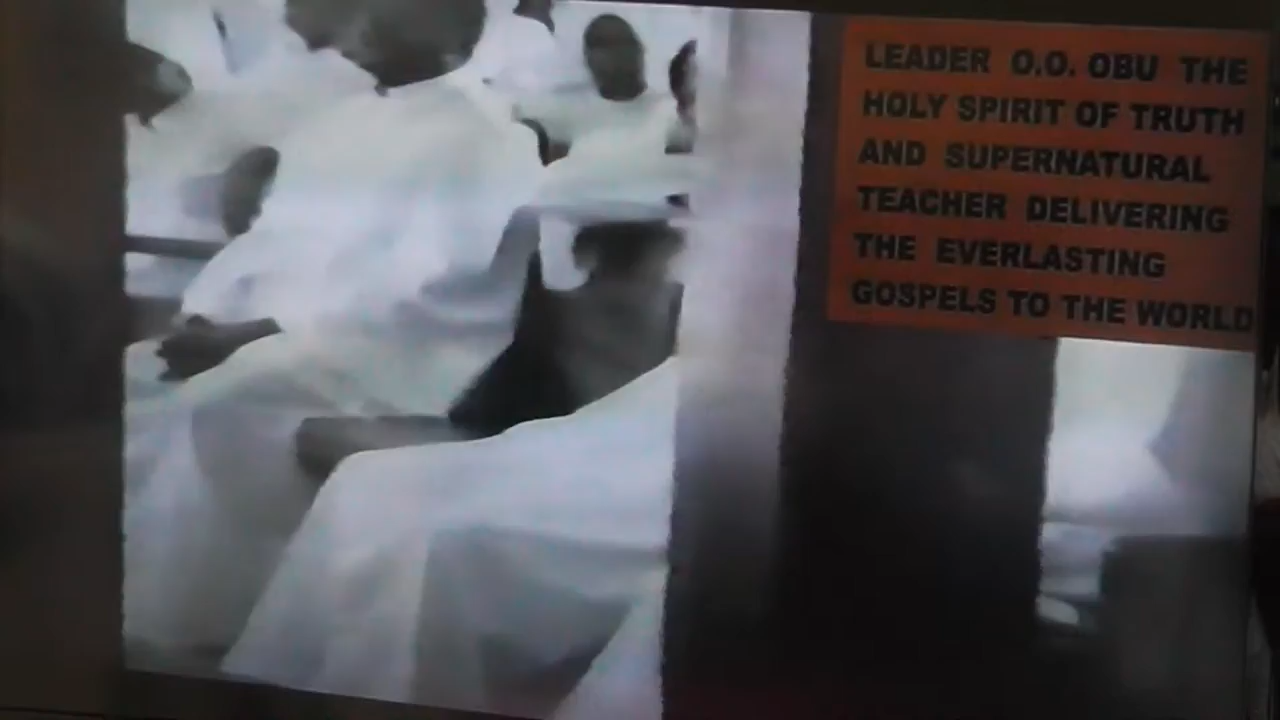 LEADER O.O. OBU THE
HOLY SPIRIT OF TRUTH
AND SUPERNATURAL
TEACHER DELIVERING
THE EVERLASTING
GOSPELS TO THE WORLD